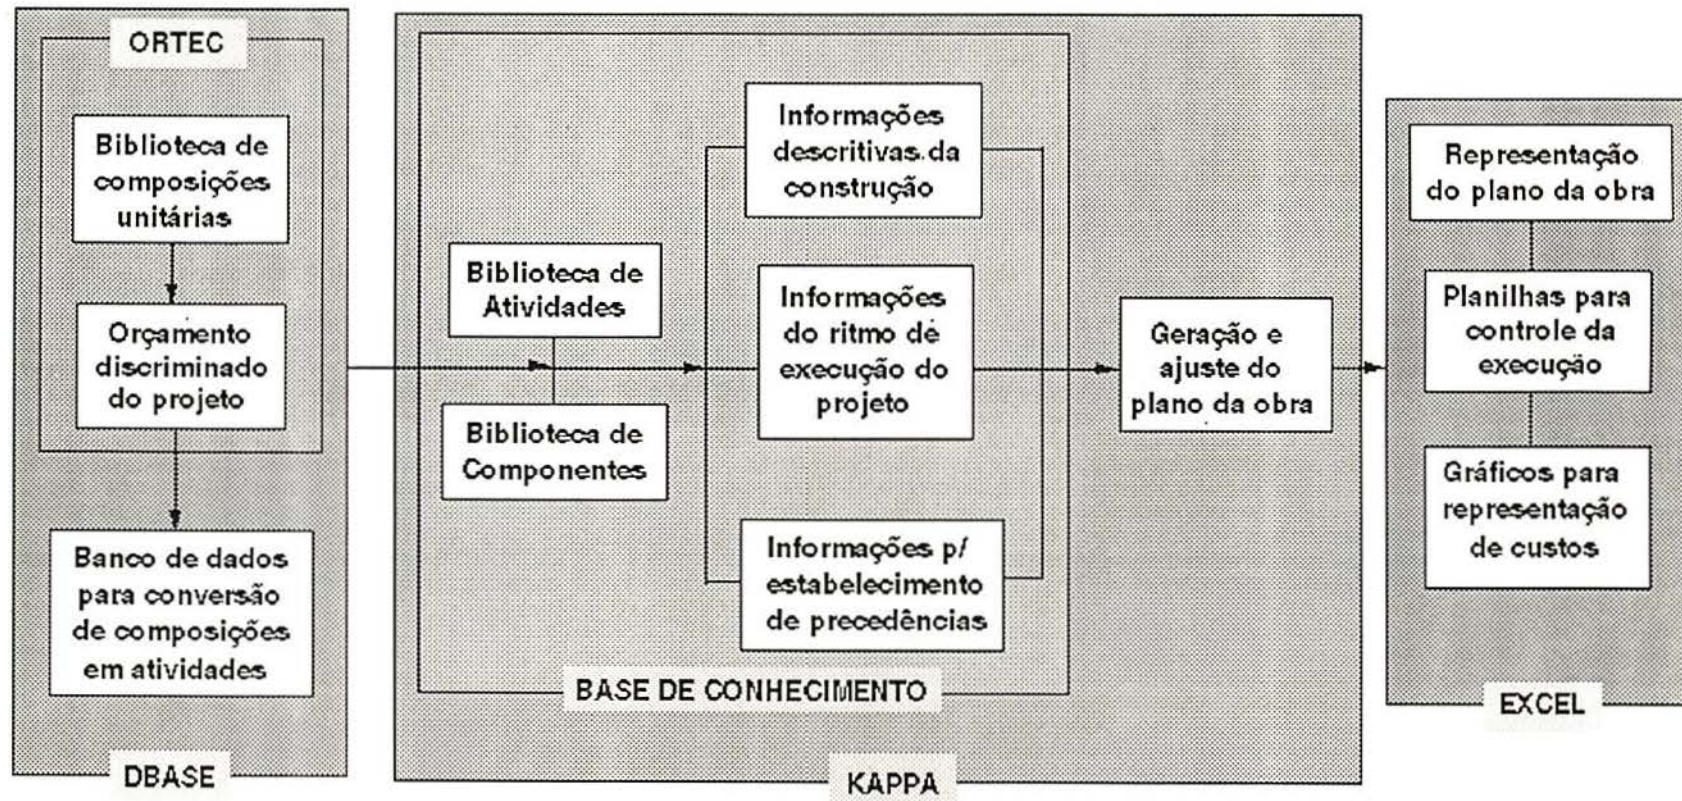 ORTEC
Biblioteca de
composições
unitárias
Orçamento
discriminado
do projeto
Banco de dados
para conversão
de composições
em atividades
DBASE
Biblioteca de
Atividades
Biblioteca de
Componentes
Informações
descritivas da
construção
Informações
do ritmo de
execução do
projeto
Informações p/
estabelecimento
de precedências
BASE DE CONHECIMENTO
Geração e
ajuste do
plano da obra
KAPPA
Representação
do plano da obra
Planilhas para
controle da
execução
Gráficos para
representação
de custos
EXCEL